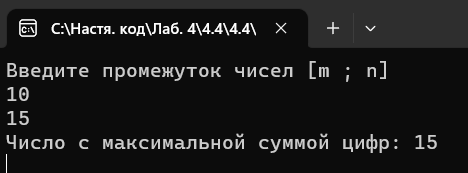 C:\Настя. код\Лаб. 4\4.4\4.4\
Введите промежуток чисел [m ; n]
10
15
Число с максимальной суммой цифр: 15